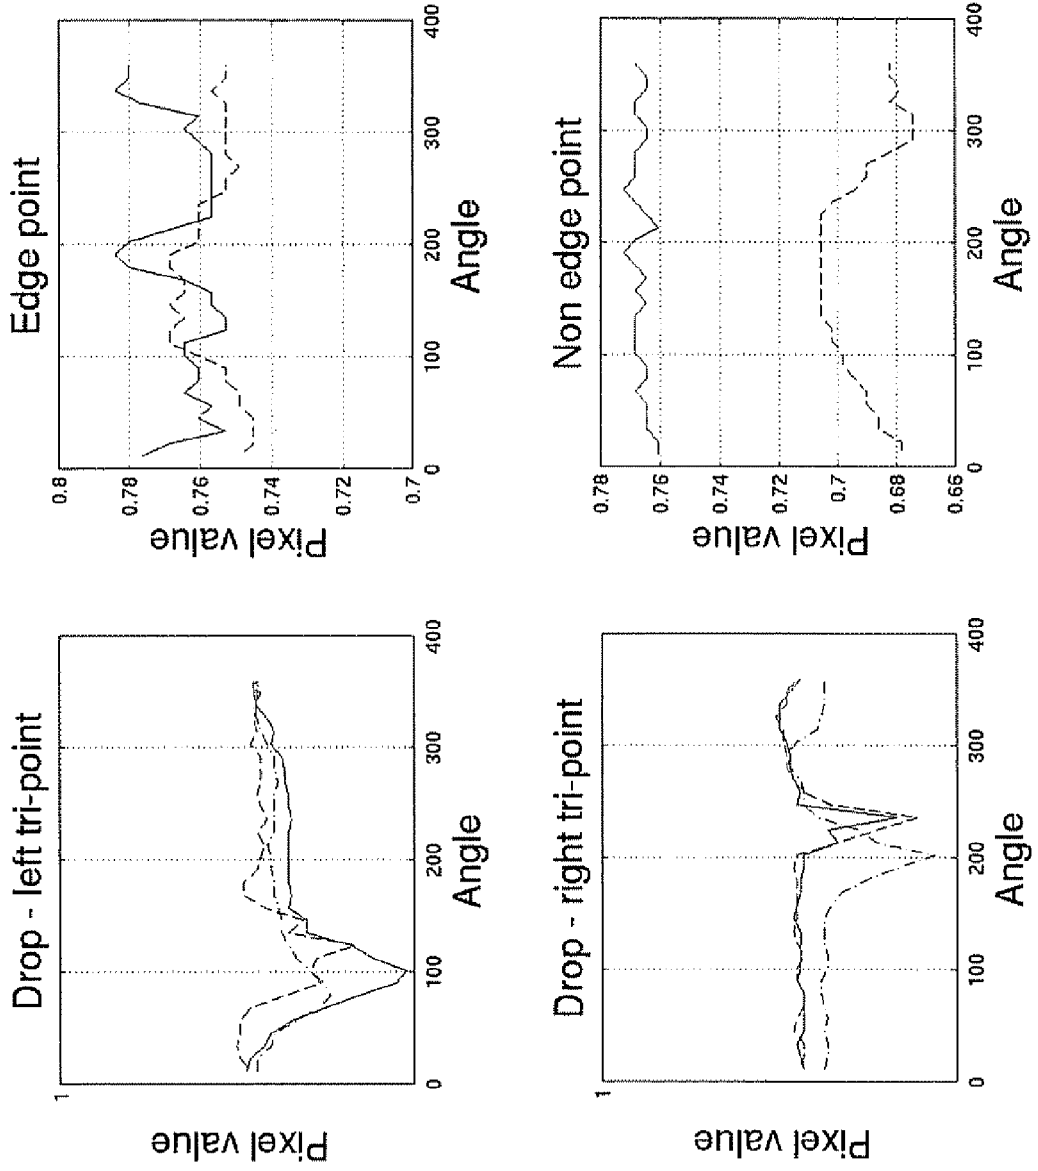 Drop - left tri-point
Pixel value
1
0
100
200
300
400
Angle
Edge point
Pixel value
0.8
0.78
0.76
0.74
0.72
0.7
0
100
200
300
400
Angle
Drop - right tri-point
Pixel value
1
0
100
200
300
400
Angle
Non edge point
Pixel value
0.78
0.76
0.74
0.72
0.7
0.68
0.66
0
100
200
300
400
Angle